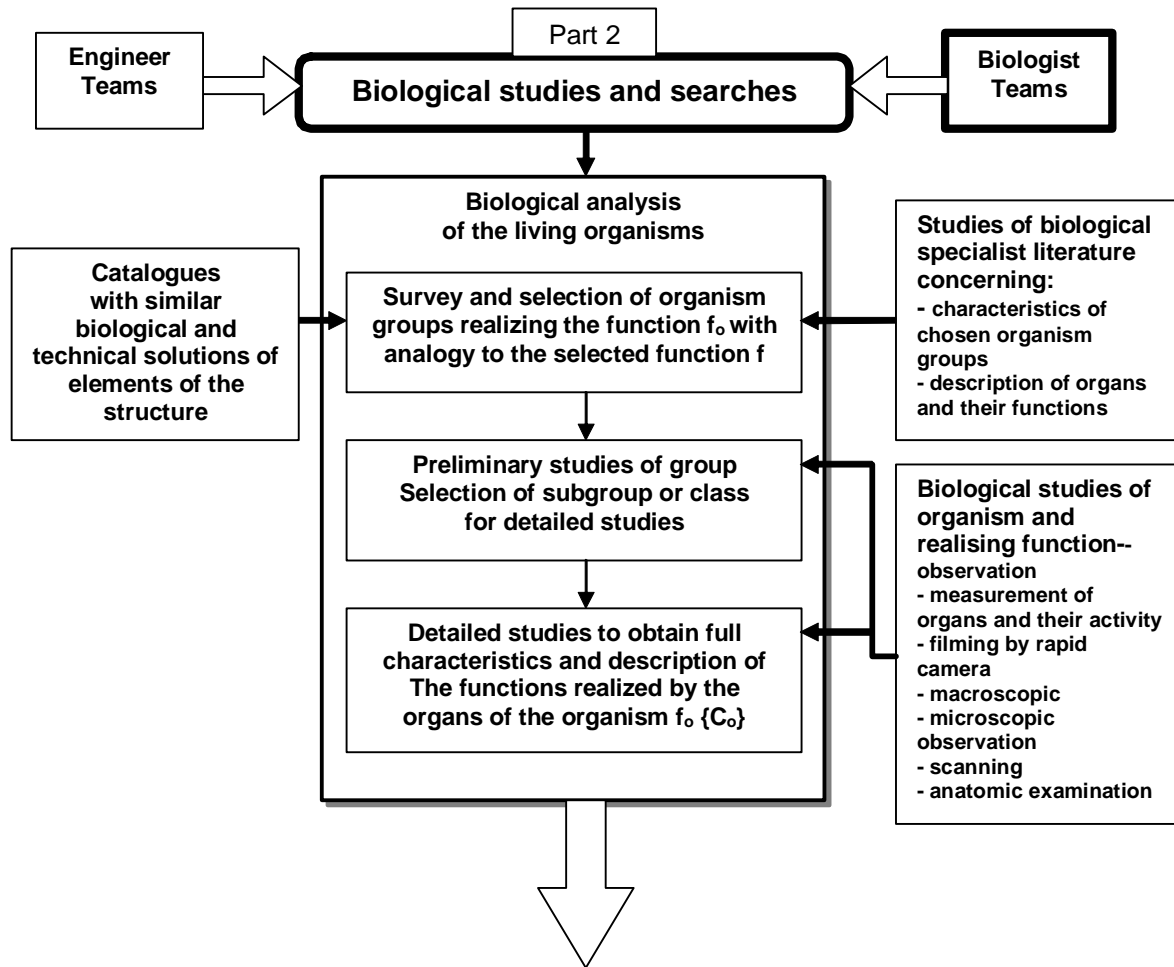 Part 2
Engineer
Teams
Biological studies and searches
Biologist
Teams
Biological analysis
of the living organisms
Catalogues
with similar
biological and
technical solutions of
elements of the
structure
Survey and selection of organism
groups realizing the function fₒ with
analogy to the selected function f
Studies of biological
specialist literature
concerning:
- characteristics of
chosen organism
groups
- description of organs
and their functions
Preliminary studies of group
Selection of subgroup or class
for detailed studies
Biological studies of
organism and
realising function--
observation
- measurement of
organs and their activity
- filming by rapid
camera
- macroscopic
- microscopic
observation
- scanning
- anatomic examination
Detailed studies to obtain full
characteristics and description of
The functions realized by the
organs of the organism fₒ {Cₒ}